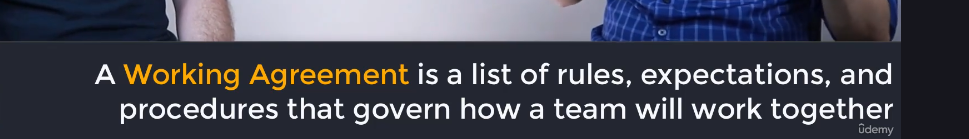 A Working Agreement is a list of rules, expectations, and
procedures that govern how a team will work together
ûdemy